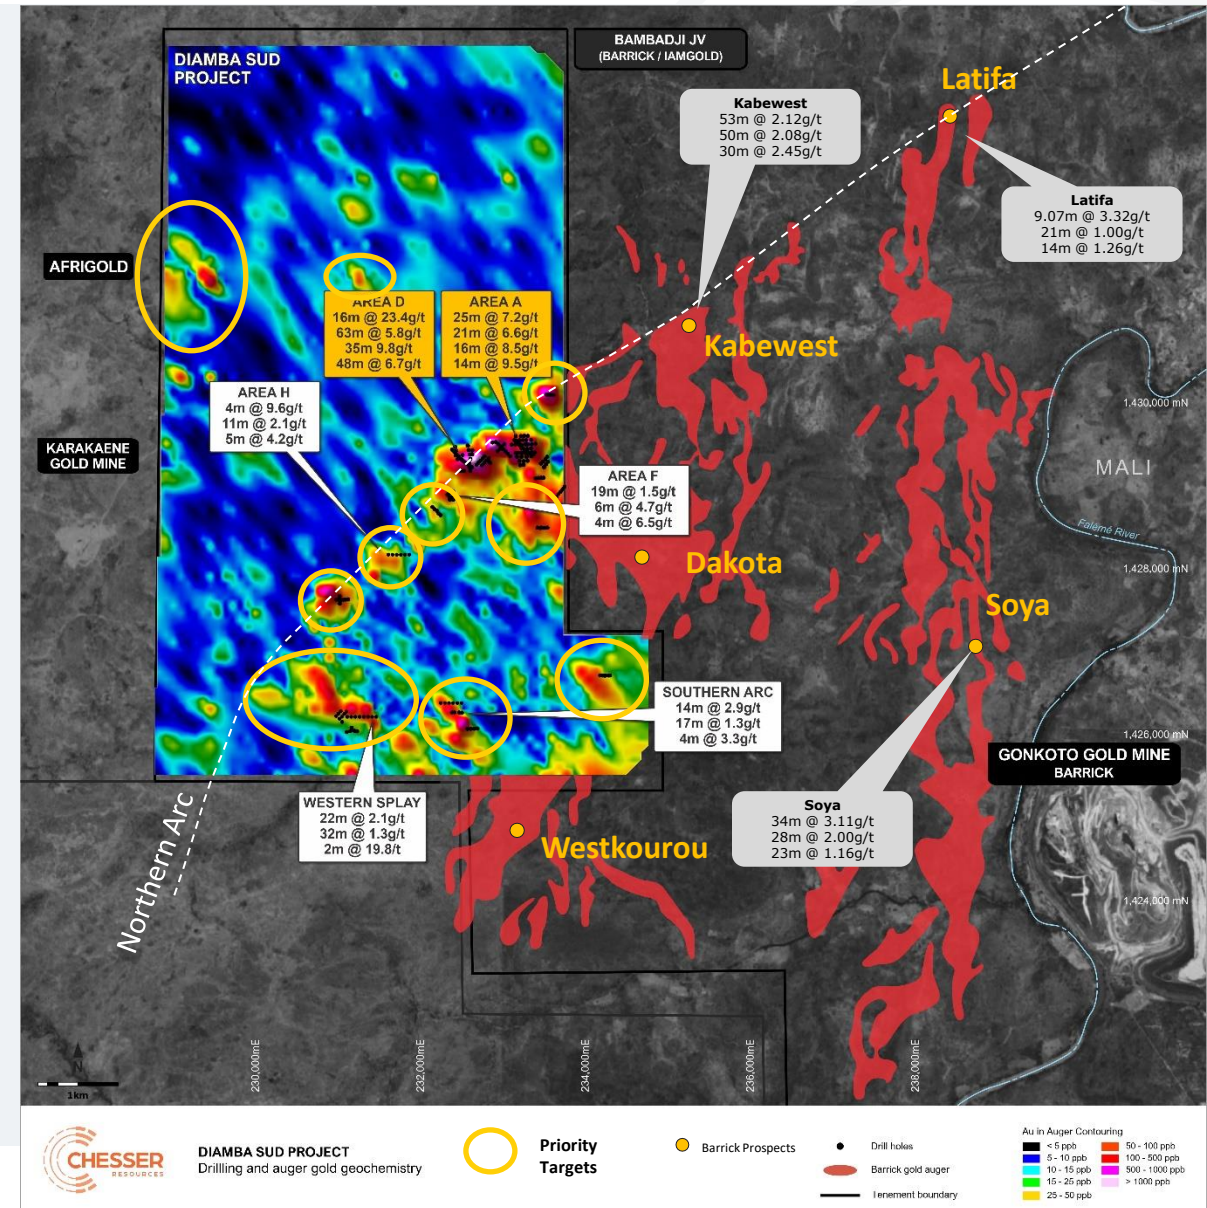 DIAMBA SUD
PROJECT
BAMBADJI JV
(BARRICK / IAMGOLD)
Latifa
Kabewest
53m @ 2.12g/t
50m @ 2.08g/t
30m @ 2.45g/t
Latifa
9.07m @ 3.32g/t
21m @ 1.00g/t
14m @ 1.26g/t
AFRIGOLD
AREA D
16m @ 23.4g/t
63m @ 5.8g/t
35m 9.8g/t
48m @ 6.7g/t
AREA A
25m @ 7.2g/t
21m @ 6.6g/t
16m @ 8.5g/t
14m @ 9.5g/t
Kabewest
AREA H
4m @ 9.6g/t
11m @ 2.1g/t
5m @ 4.2g/t
1,430,000 mN
KARAKAENE
GOLD MINE
MALI
AREA F
19m @ 1.5g/t
6m @ 4.7g/t
4m @ 6.5g/t
Falémé River
Dakota
1,428,000 mN
Soya
SOUTHERN ARC
14m @ 2.9g/t
17m @ 1.3g/t
4m @ 3.3g/t
1,426,000 mN
GONKOTO GOLD MINE
BARRICK
WESTERN SPLAY
22m @ 2.1g/t
32m @ 1.3g/t
2m @ 19.8/t
Soya
34m @ 3.11g/t
28m @ 2.00g/t
23m @ 1.16g/t
Westkourou
Northern Arc
1,424,000 mN
230,000mE
232,000mE
234,000mE
236,000mE
238,000mE
N
1km
CHESSER
RESOURCES
DIAMBA SUD PROJECT
Drillling and auger gold geochemistry
Priority
Targets
Barrick Prospects
Drill holes
Barrick gold auger
Tenement boundary
Au in Auger Contouring
< 5 ppb
5 - 10 ppb
10 - 15 ppb
15 - 25 ppb
25 - 50 ppb
50 - 100 ppb
100 - 500 ppb
500 - 1000 ppb
> 1000 ppb